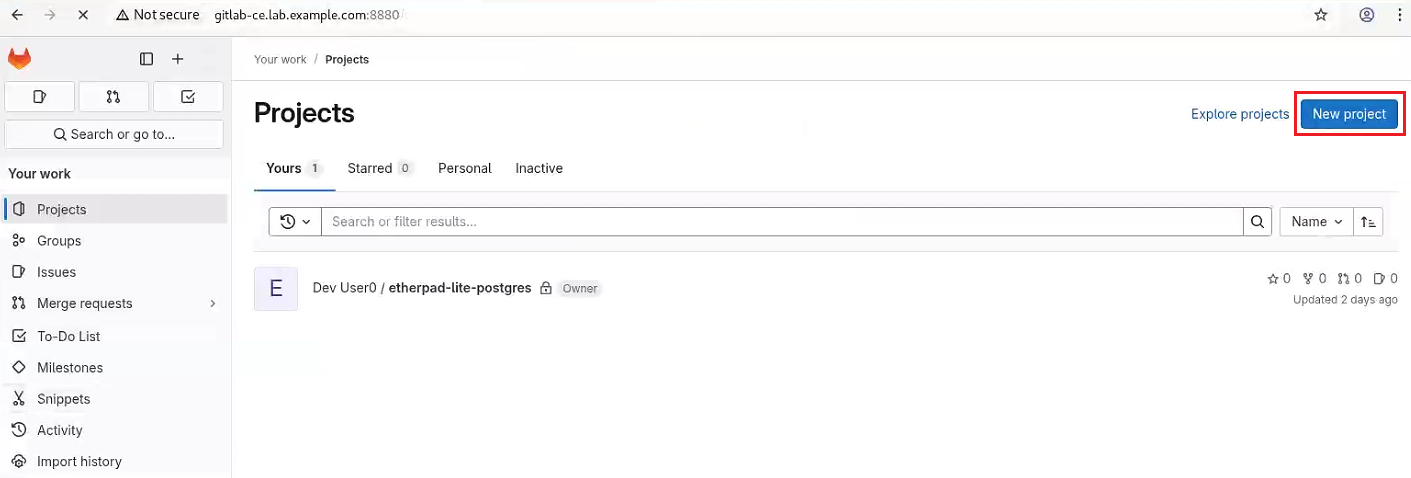 Not secure gitlab-ce.lab.example.com:8880
Your work / Projects
Search or go to...
Your work
Projects
Groups
Issues
Merge requests
To-Do List
Milestones
Snippets
Activity
Import history
Projects
Explore projects New project
Yours 1 Starred 0 Personal Inactive
Search or filter results... Name
E Dev User0 / etherpad-lite-postgres Owner 0 0 0 0
Updated 2 days ago